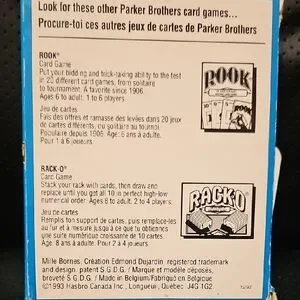 Look for these other Parker Brothers card games...
Procure-toi ces autres jeux de cartes de Parker Brothers
ROOK®
Card Game
Put your bidding and trick-taking ability to the test
in 20 different card games, from solitaire
to tournament. A favorite since 1906.
Ages 6 to adult. 1 to 6 players.
Jeu de cartes
Fais des offres et ramasse des levées dans 20 jeux
de cartes différents, du solitaire au tournoi.
Populaire depuis 1906. Âge: 6 ans à adulte.
Pour 1 à 6 joueurs.
ROOK
RACK-O®
Card Game
Stack your rack with cards, then draw and
replace until you get all 10 in perfect high-low
numerical order. Ages 8 to adult, 2 to 4 players.
Jeu de cartes
Remplis ton support de cartes, puis remplace-les
au fur et à mesure jusqu'à ce que tu obtiennes
une suite numérique croissante de 10 cartes.
Âge: 8 ans à adulte. Pour 2 à 4 joueurs.
RACK-O
Mille Bornes. Création Edmond Dujardin. registered trademark
and design. patent S.G.D.G. / Marque et modèle déposés,
breveté S.G.D.G. / Made in Belgium/Fabriqué en Belgique
©1993 Hasbro Canada Inc., Longueuil, Québec J4G 1G2